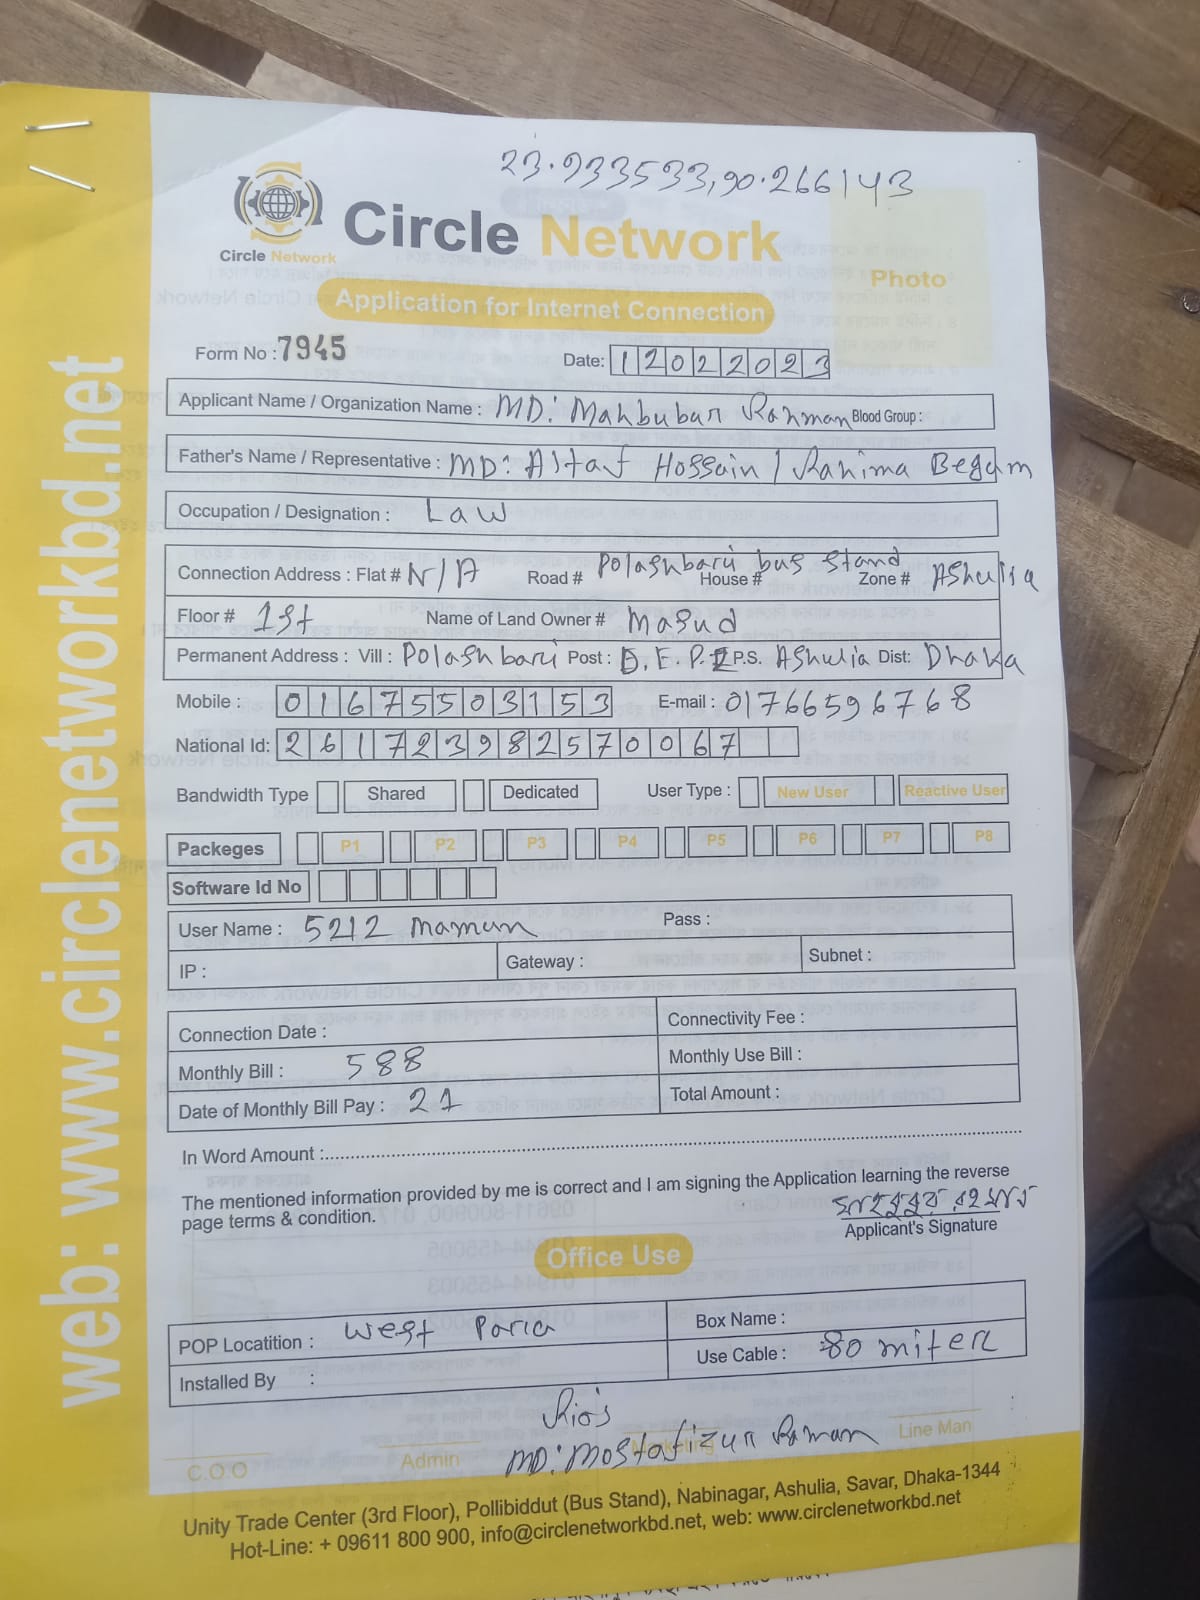 23.933533,90.266143
Circle Network
Circle Network
Photo
Application for Internet Connection
Form No : 7945
Date: 12022023
Applicant Name / Organization Name : MD: Mahbubur Rahman Blood Group :
Father's Name / Representative : MD: Altaf Hossain / Rahima Begum
Occupation / Designation : Law
Connection Address : Flat # N/A Road # Polashbari bus stand House # Zone # Ashulia
Floor # 1st Name of Land Owner # Masud
Permanent Address : Vill : Polashbari Post : D.E.P.Z P.S. Ashulia Dist: Dhaka
Mobile : 01675503153 E-mail : 01766596768
National Id: 26172398257 0067
Bandwidth Type Shared Dedicated User Type : New User Reactive User
Packeges P1 P2 P3 P4 P5 P6 P7 P8
Software Id No
User Name : 5212 mamun Pass :
IP : Gateway : Subnet :
Connection Date : Connectivity Fee :
Monthly Bill : 588 Monthly Use Bill :
Date of Monthly Bill Pay : 21 Total Amount :
In Word Amount :
The mentioned information provided by me is correct and I am signing the Application learning the reverse
page terms & condition.
মাহবুবুর রহমান
Applicant's Signature
Office Use
POP Locatition : West Paria Box Name :
Installed By : Use Cable : 80 miter
MD: Mostafizur Raman
C.O.O Admin Marketing Line Man
Unity Trade Center (3rd Floor), Pollibiddut (Bus Stand), Nabinagar, Ashulia, Savar, Dhaka-1344
Hot-Line: + 09611 800 900, info@circlenetworkbd.net, web: www.circlenetworkbd.net
web: www.circlenetworkbd.net